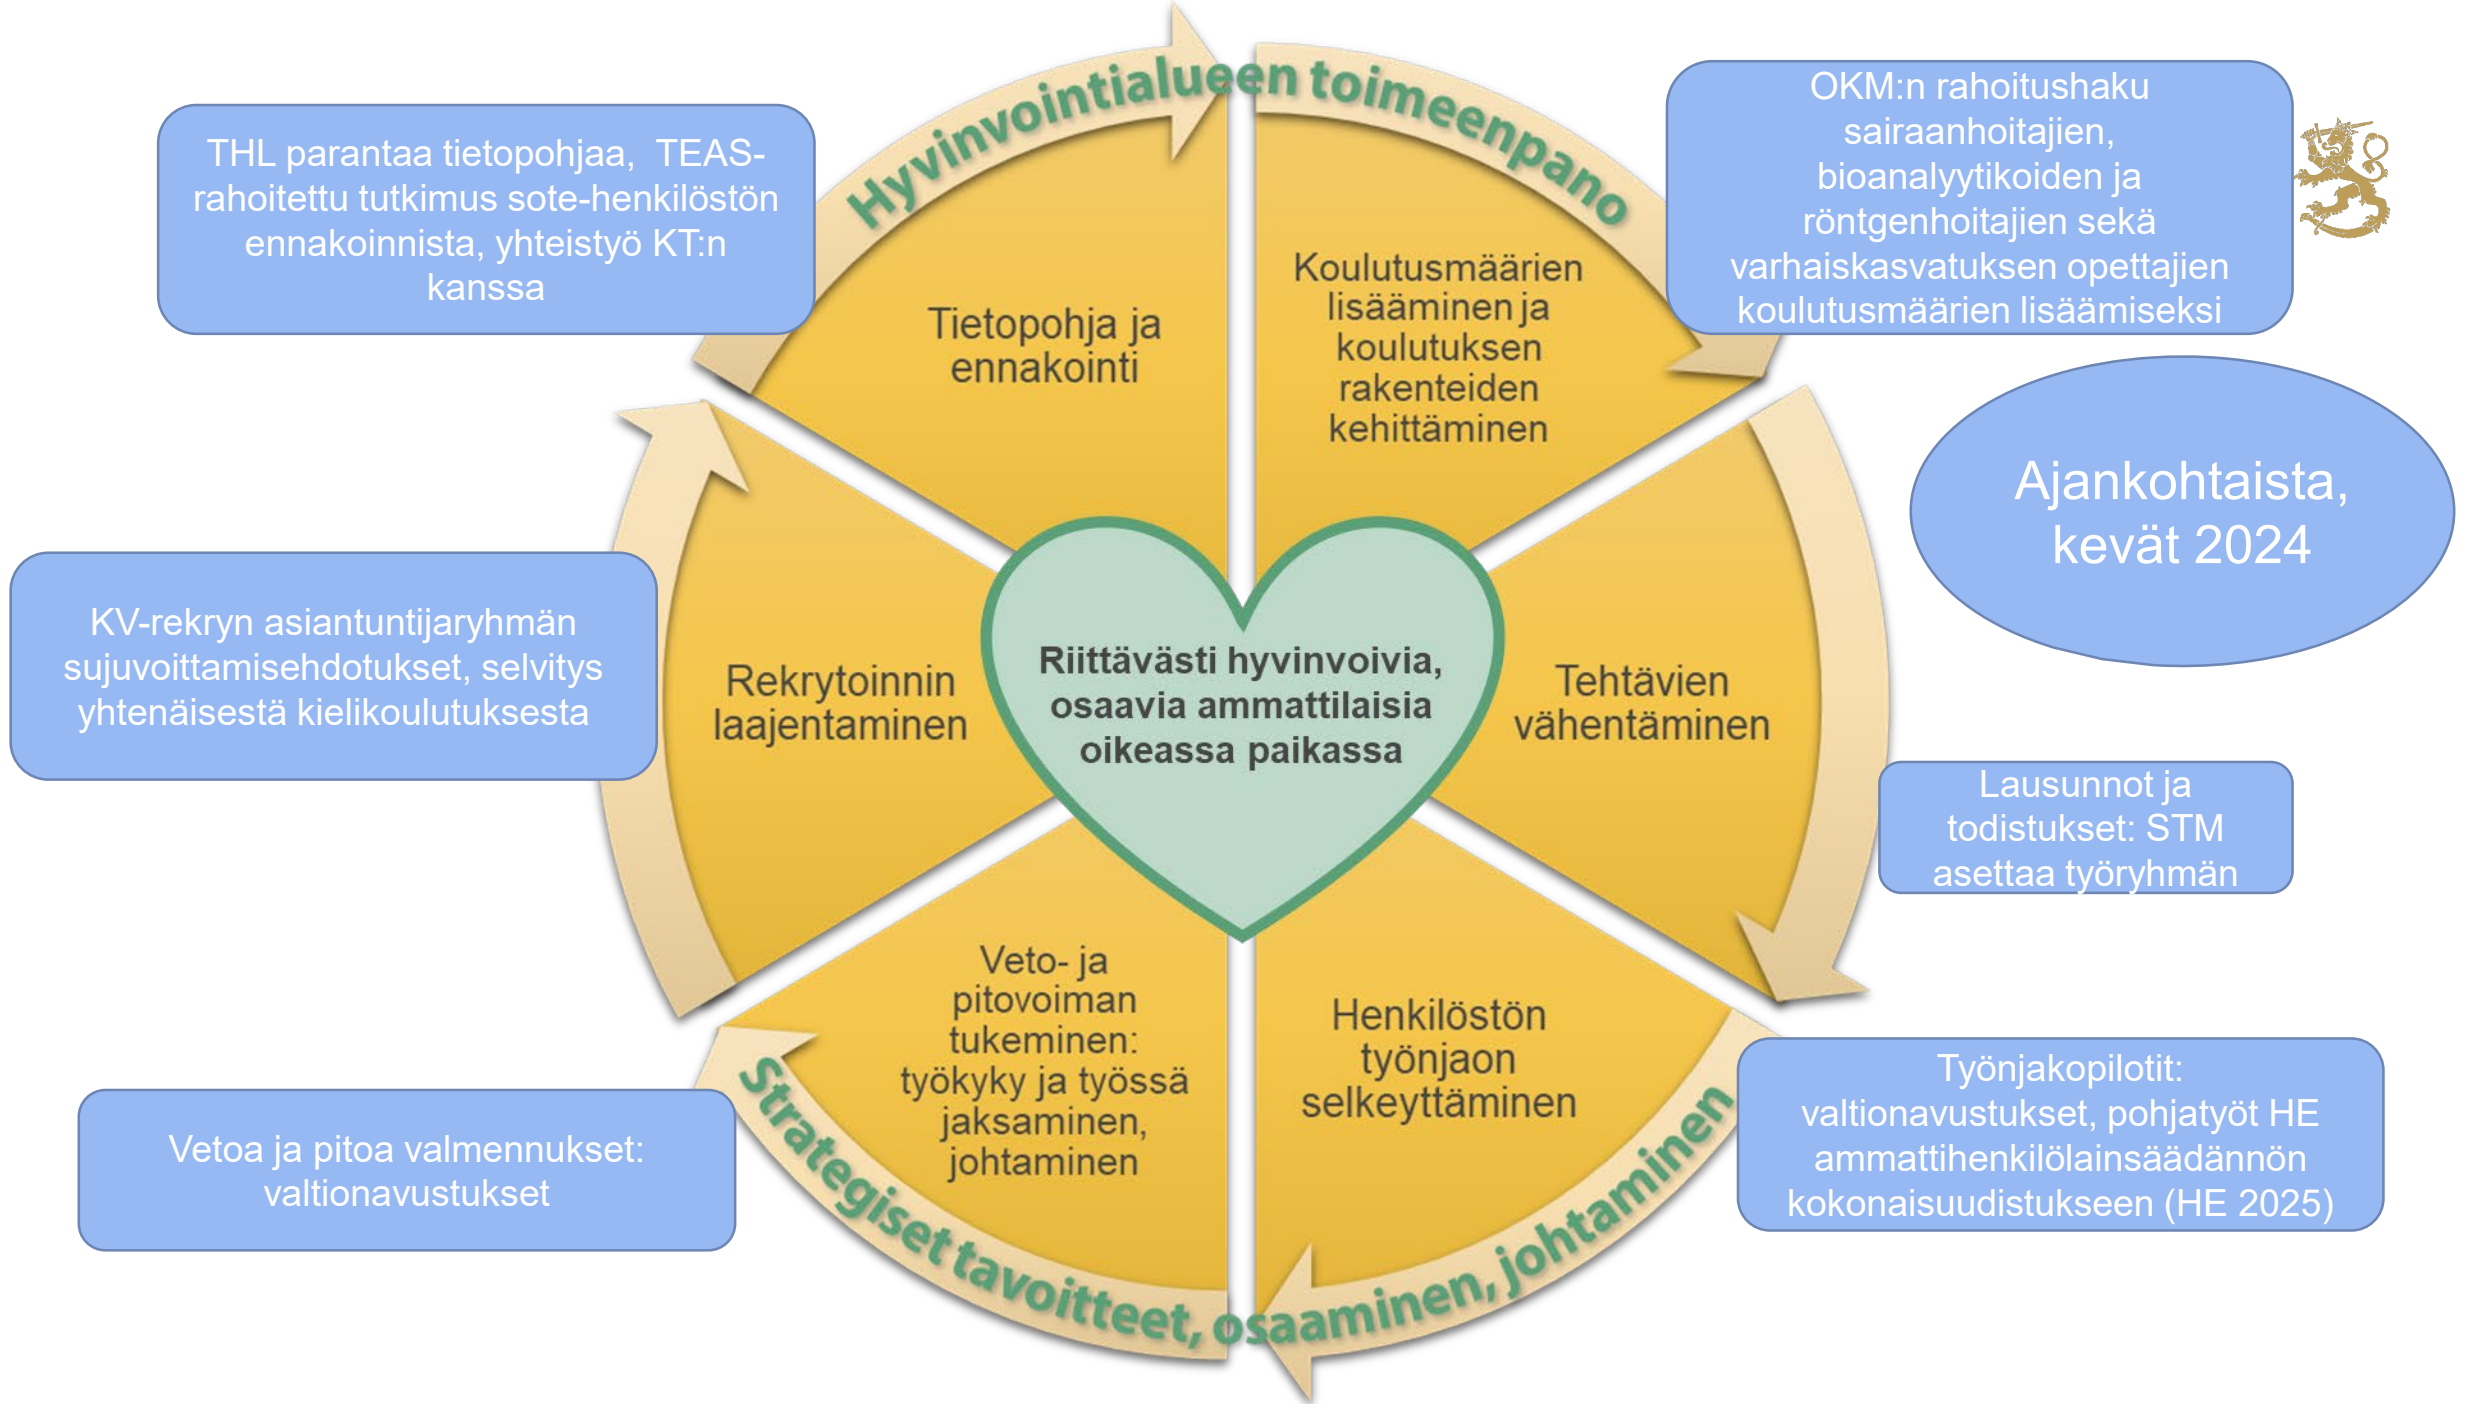 Hyvinvointialueen toimeenpano
THL parantaa tietopohjaa,  TEAS-
rahoitettu tutkimus sote-henkilöstön
ennakoinnista, yhteistyö KT:n
kanssa
OKM:n rahoitushaku
sairaanhoitajien,
bioanalyytikoiden ja
röntgenhoitajien sekä
varhaiskasvatuksen opettajien
koulutusmäärien lisäämiseksi
Tietopohja ja
ennakointi
Koulutusmäärien
lisääminen ja
koulutuksen
rakenteiden
kehittäminen
Ajankohtaista,
kevät 2024
KV-rekryn asiantuntijaryhmän
sujuvoittamisehdotukset, selvitys
yhtenäisestä kielikoulutuksesta
Rekrytoinnin
laajentaminen
Riittävästi hyvinvoivia,
osaavia ammattilaisia
oikeassa paikassa
Tehtävien
vähentäminen
Lausunnot ja
todistukset: STM
asettaa työryhmän
Veto- ja
pitovoiman
tukeminen:
työkyky ja työssä
jaksaminen,
johtaminen
Henkilöstön
työnjaon
selkeyttäminen
Vetoa ja pitoa valmennukset:
valtionavustukset
Työnjakopilotit:
valtionavustukset, pohjatyöt HE
ammattihenkilölainsäädännön
kokonaisuudistukseen (HE 2025)
Strategiset tavoitteet, osaaminen, johtaminen